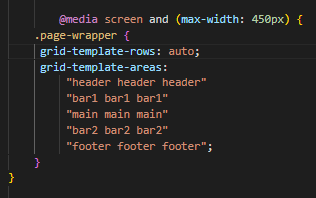 @media screen and (max-width: 450px) {
.page-wrapper {
grid-template-rows: auto;
grid-template-areas:
"header header header"
"bar1 bar1 bar1"
"main main main"
"bar2 bar2 bar2"
"footer footer footer";
}
}